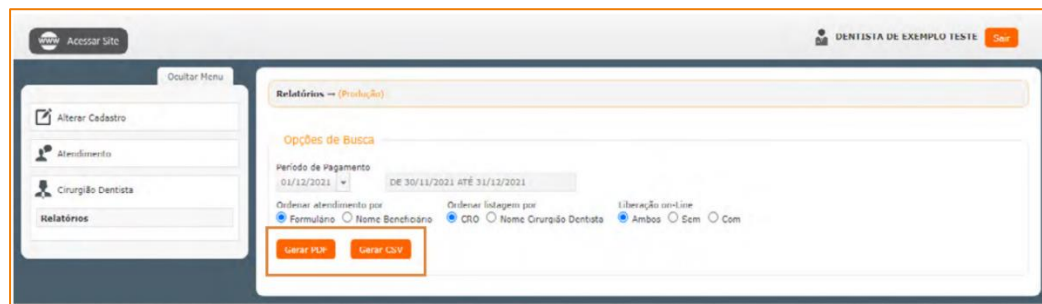 www Acessar Site
DENTISTA DE EXEMPLO TESTE Sair
Ocultar Menu
Alterar Cadastro
Atendimento
Cirurgião Dentista
Relatórios
Relatórios → (Produção)
Opções de Busca
Período de Pagamento
01/12/2021 DE 30/11/2021 ATÉ 31/12/2021
Ordenar atendimento por Ordenar listagem por Liberação on-Line
Formulário Nome Beneficiário CRO Nome Cirurgião Dentista Ambos Sem Com
Gerar PDF Gerar CSV